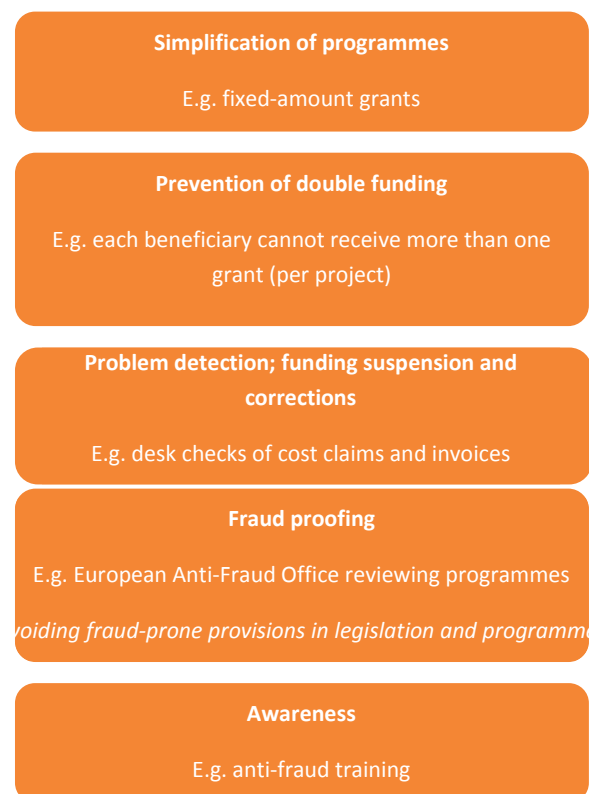 Simplification of programmes
E.g. fixed-amount grants
Prevention of double funding
E.g. each beneficiary cannot receive more than one
grant (per project)
Problem detection; funding suspension and
corrections
E.g. desk checks of cost claims and invoices
Fraud proofing
E.g. European Anti-Fraud Office reviewing programmes
voiding fraud-prone provisions in legislation and programme
Awareness
E.g. anti-fraud training